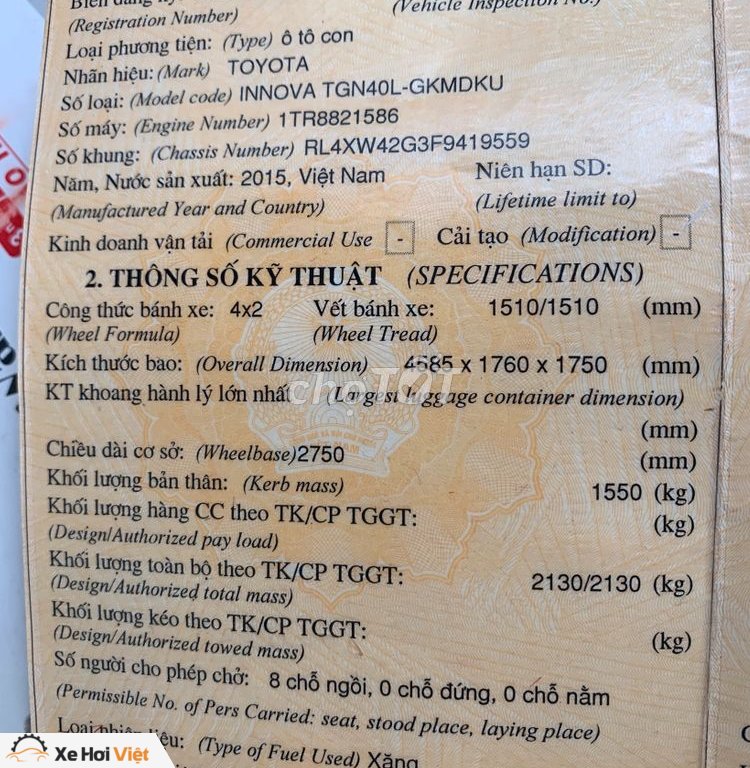 Biển đăng
(Vehicle Inspection No.)
(Registration Number)
Loại phương tiện: (Type) ô tô con
Nhãn hiệu: (Mark) TOYOTA
Số loại: (Model code) INNOVA TGN40L-GKMDKU
Số máy: (Engine Number) 1TR8821586
Số khung: (Chassis Number) RL4XW42G3F9419559
Năm, Nước sản xuất: 2015, Việt Nam Niên hạn SD:
(Manufactured Year and Country) (Lifetime limit to)
Kinh doanh vận tải (Commercial Use - Cải tạo (Modification) -
2. THÔNG SỐ KỸ THUẬT (SPECIFICATIONS)
Công thức bánh xe: 4x2 Vết bánh xe: 1510/1510 (mm)
(Wheel Formula) (Wheel Tread)
Kích thước bao: (Overall Dimension) 4585 x 1760 x 1750 (mm)
KT khoang hành lý lớn nhất (Largest luggage container dimension)
chợTỐT
(mm)
Chiều dài cơ sở: (Wheelbase)2750 (mm)
Khối lượng bản thân: (Kerb mass) 1550 (kg)
Khối lượng hàng CC theo TK/CP TGGT: (kg)
(Design/Authorized pay load)
Khối lượng toàn bộ theo TK/CP TGGT: 2130/2130 (kg)
(Design/Authorized total mass)
Khối lượng kéo theo TK/CP TGGT: (kg)
(Design/Authorized towed mass)
Số người cho phép chở: 8 chỗ ngồi, 0 chỗ đứng, 0 chỗ nằm
(Permissible No. of Pers Carried: seat, stood place, laying place)
Loại nhiên liệu: (Type of Fuel Used) Xăng
Xe Hơi Việt